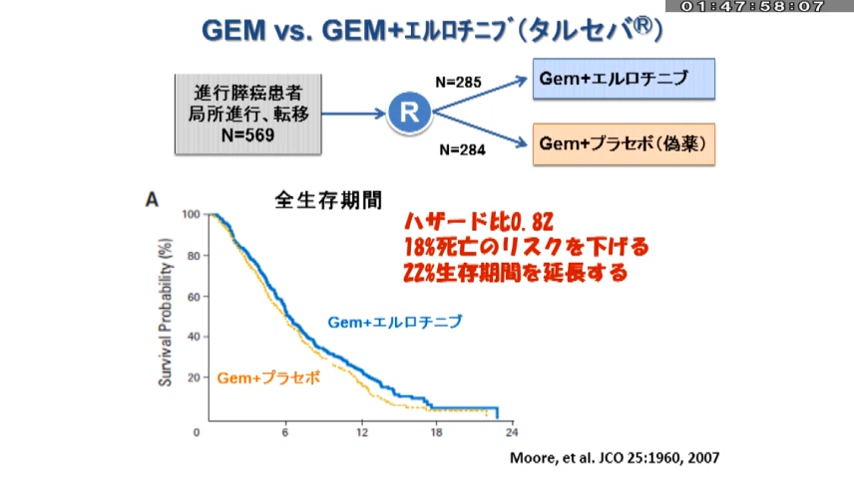 01:47:58:07
GEM vs. GEM+ｴﾙﾛﾁﾆﾌﾞ(タルセバ®)
進行膵癌患者
局所進行、転移
N=569
R
N=285
N=284
Gem+エルロチニブ
Gem+プラセボ(偽薬)
A
全生存期間
ハザード比0.82
18%死亡のリスクを下げる
22%生存期間を延長する
Survival Probability (%)
100
80
60
40
20
Gem+エルロチニブ
Gem+プラセボ
0
6
12
18
24
Moore, et al. JCO 25:1960, 2007